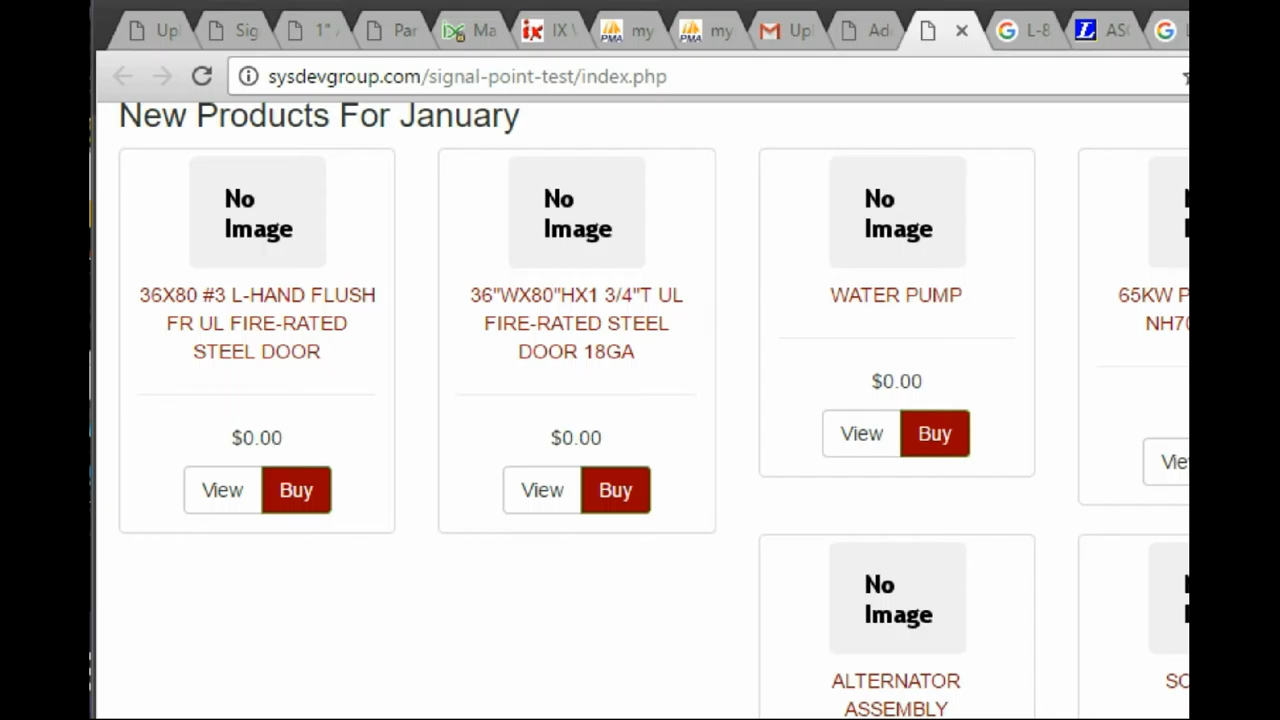 Up
Sig
1"
Par
Ma
IX
my
my
Up
Ad
L-8
ASC
sysdevgroup.com/signal-point-test/index.php
New Products For January
No
Image
No
Image
No
Image
36X80 #3 L-HAND FLUSH
FR UL FIRE-RATED
STEEL DOOR
$0.00
View Buy
36"WX80"HX1 3/4"T UL
FIRE-RATED STEEL
DOOR 18GA
$0.00
View Buy
WATER PUMP
$0.00
View Buy
65KW P
NH70
Vie
No
Image
ALTERNATOR
ASSEMBLY